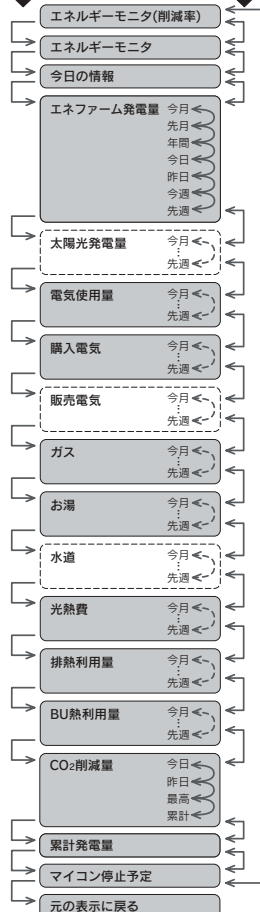 エネルギーモニタ(削減率)
エネルギーモニタ
今日の情報
エネファーム発電量 今月
先月
年間
今日
昨日
今週
先週
太陽光発電量 今月
先週
電気使用量 今月
先週
購入電気 今月
先週
販売電気 今月
先週
ガス 今月
先週
お湯 今月
先週
水道 今月
先週
光熱費 今月
先週
排熱利用量 今月
先週
BU熱利用量 今月
先週
CO2削減量 今日
昨日
最高
累計
累計発電量
マイコン停止予定
元の表示に戻る